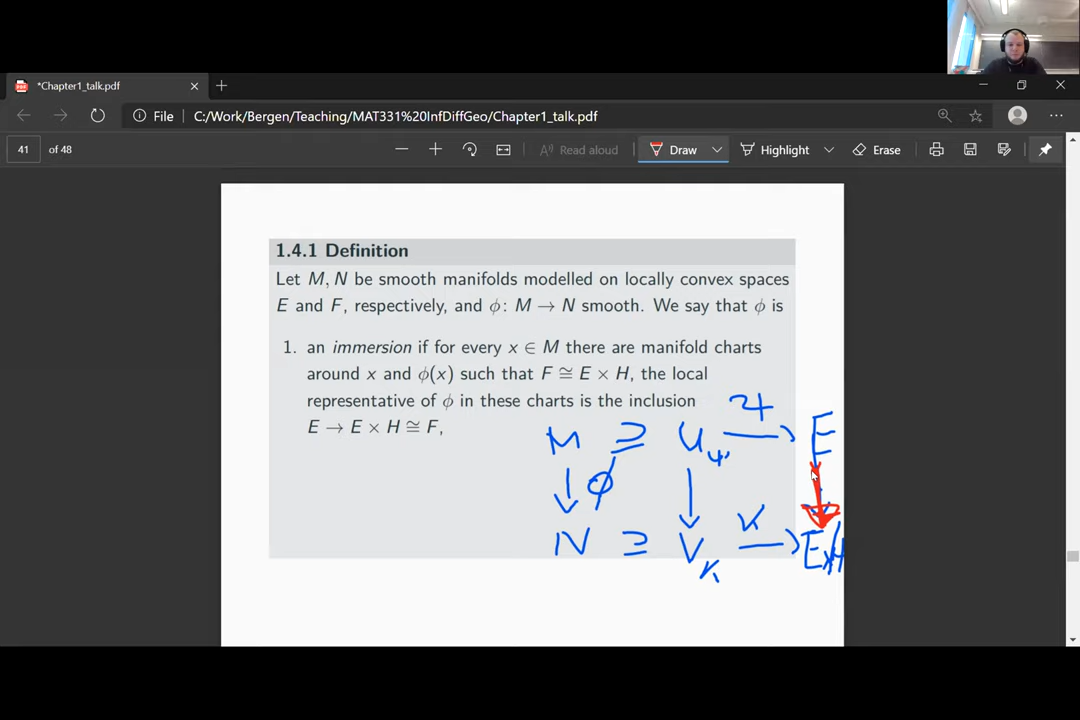 *Chapter1_talk.pdf
File C:/Work/Bergen/Teaching/MAT331%20InfDiffGeo/Chapter1_talk.pdf
41 of 48 Read aloud Draw Highlight Erase
1.4.1 Definition
Let M, N be smooth manifolds modelled on locally convex spaces
E and F, respectively, and ϕ: M → N smooth. We say that ϕ is
1. an immersion if for every x ∈ M there are manifold charts
around x and ϕ(x) such that F ≅ E × H, the local
representative of ϕ in these charts is the inclusion
E → E × H ≅ F,
M ⊇ U_ψ → ψ E
↓ ϕ ↓ ↓
N ⊇ V_κ → κ E×H